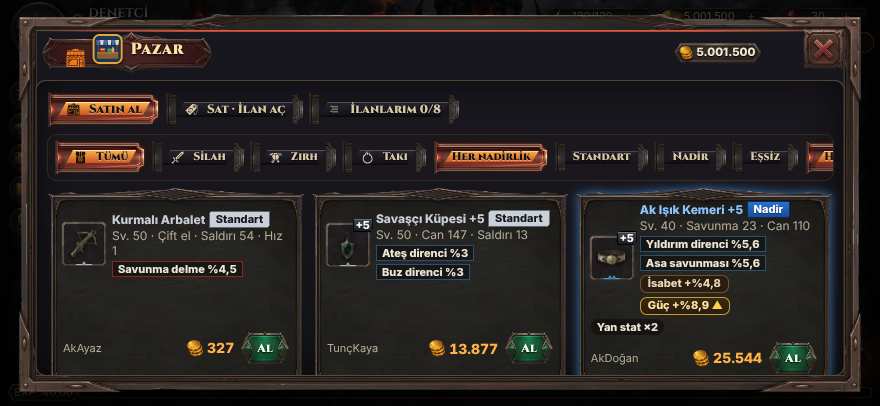 DENETCİ
PAZAR
5.001.500
SATIN AL
SAT · İLAN AÇ
İLANLARIM 0/8
TÜMÜ
SİLAH
ZIRH
TAKI
HER NADİRLİK
STANDART
NADİR
EŞSİZ
Kurmalı Arbalet Standart
Sv. 50 · Çift el · Saldırı 54 · Hız
1
Savunma delme %4,5
AkAyaz
327
AL
+5
Savaşçı Küpesi +5 Standart
Sv. 50 · Can 147 · Saldırı 13
Ateş direnci %3
Buz direnci %3
TunçKaya
13.877
AL
Ak Işık Kemeri +5 Nadir
Sv. 40 · Savunma 23 · Can 110
+5
Yıldırım direnci %5,6
Asa savunması %5,6
İsabet +%4,8
Güç +%8,9 ▲
Yan stat ×2
AkDoğan
25.544
AL